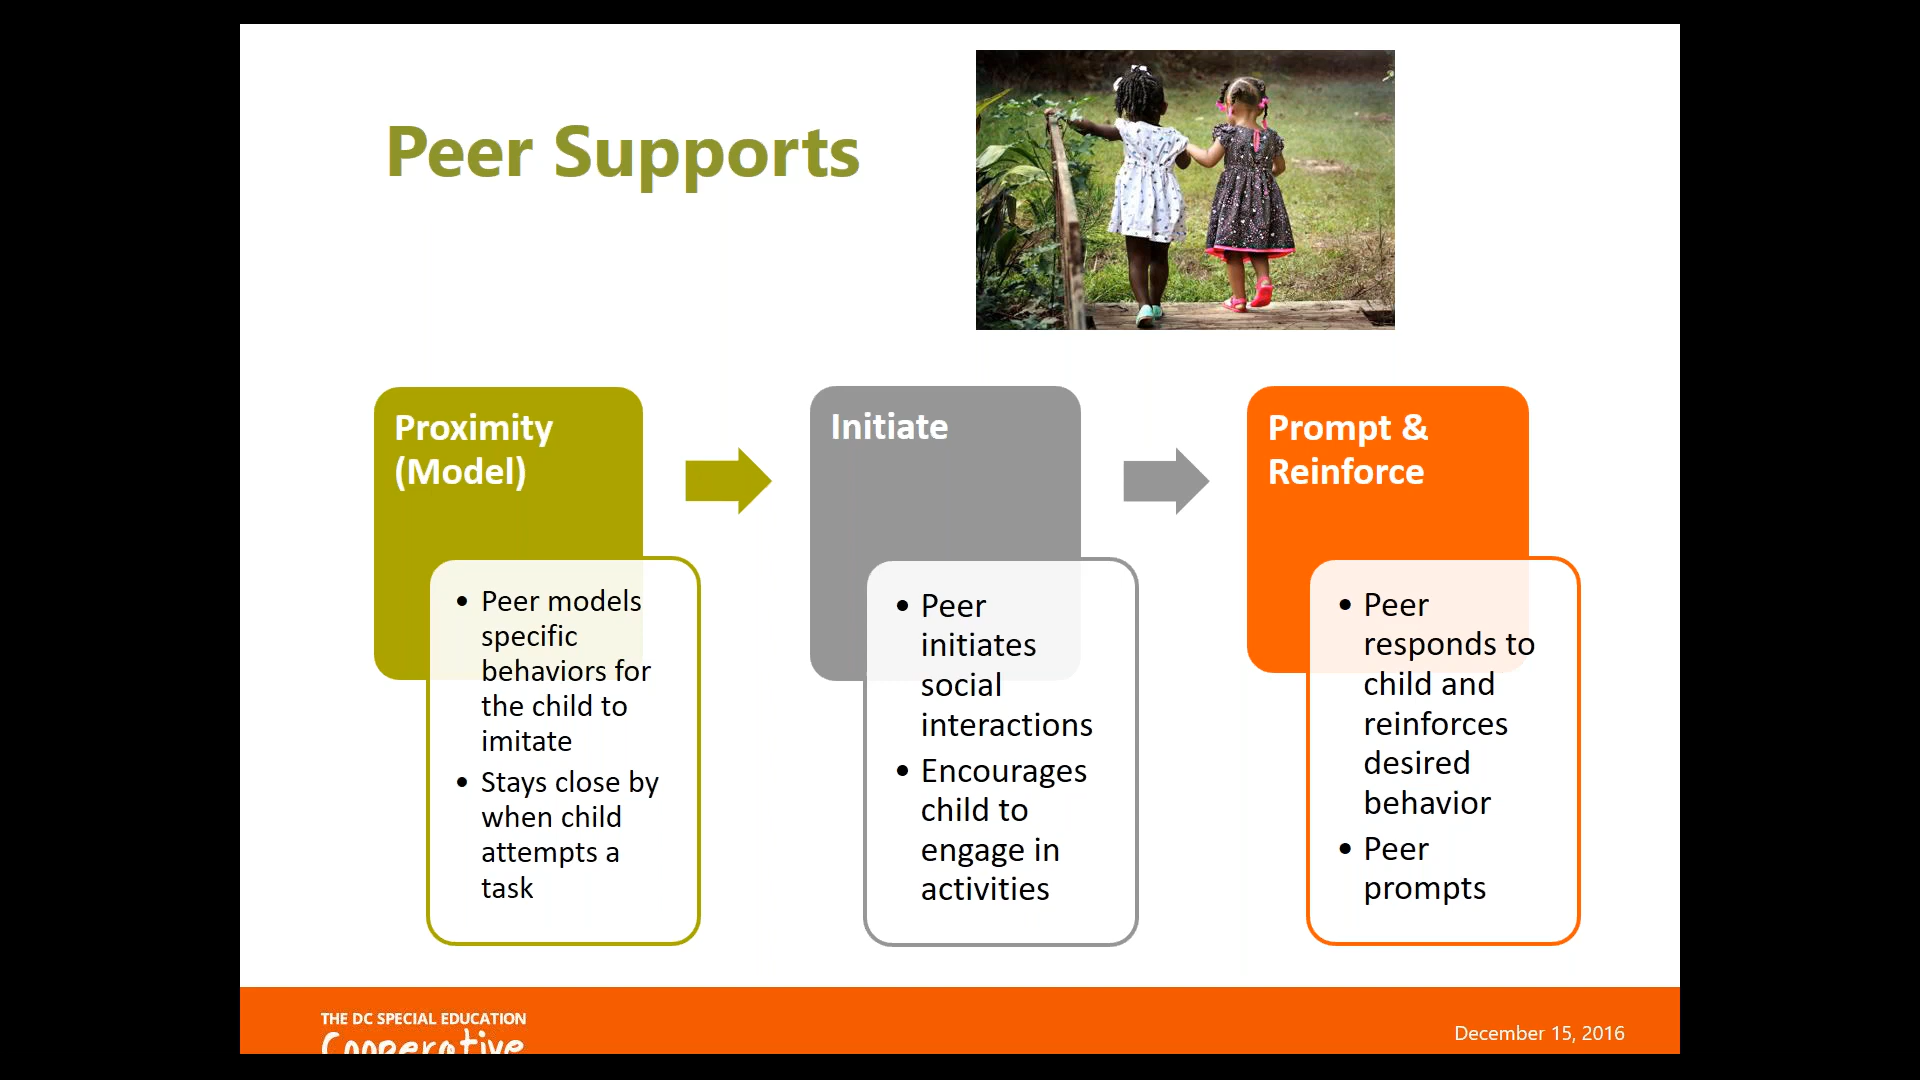 Peer Supports
Proximity
(Model)
• Peer models
specific
behaviors for
the child to
imitate
• Stays close by
when child
attempts a
task
Initiate
• Peer
initiates
social
interactions
• Encourages
child to
engage in
activities
Prompt &
Reinforce
• Peer
responds to
child and
reinforces
desired
behavior
• Peer
prompts
THE DC SPECIAL EDUCATION
Cooperative
December 15, 2016